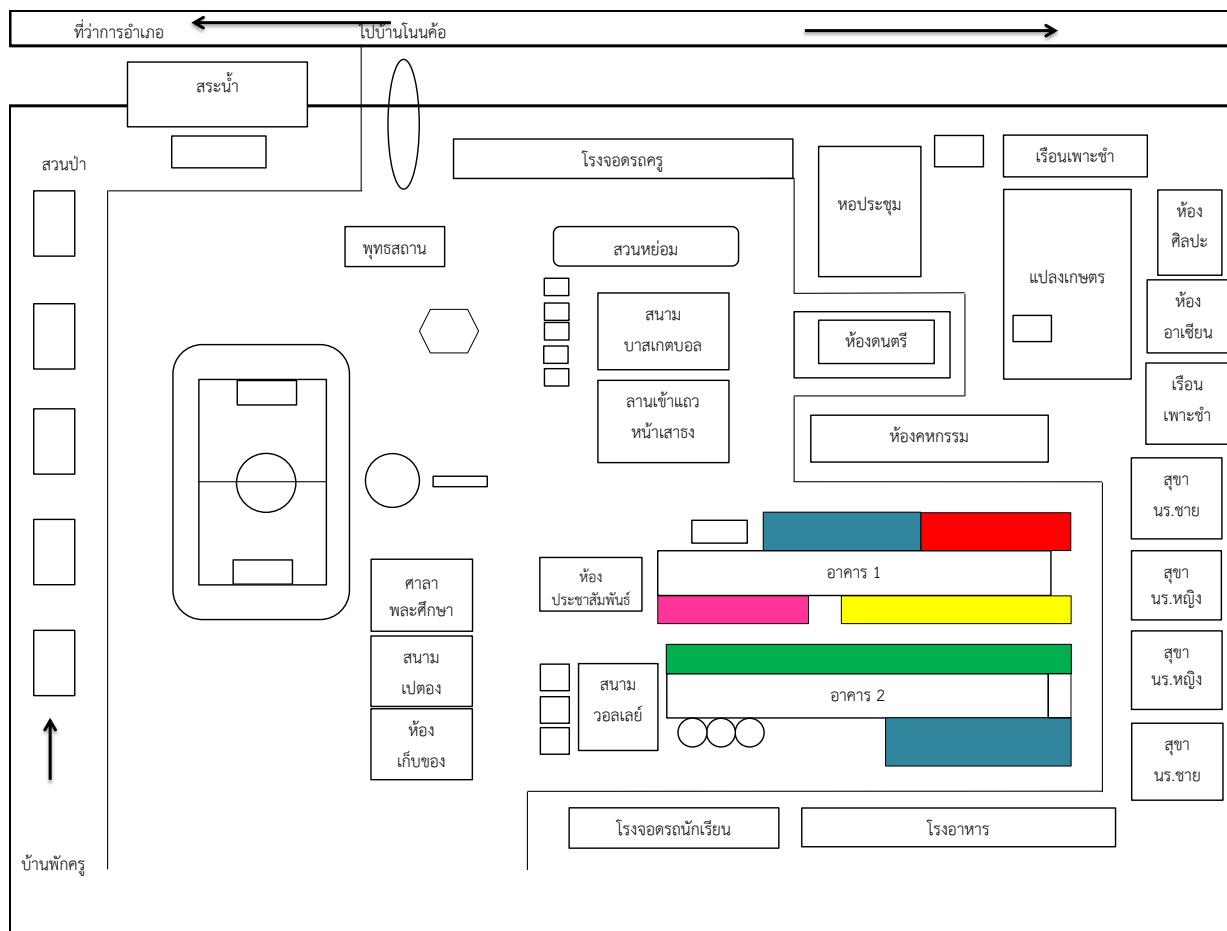 ที่ว่าการอำเภอ
ไปบ้านโนนค้อ
สระน้ำ
สวนป่า
โรงจอดรถครู
หอประชุม
เรือนเพาะชำ
ห้อง
ศิลปะ
พุทธสถาน
สวนหย่อม
แปลงเกษตร
สนาม
บาสเกตบอล
ห้องดนตรี
ห้อง
อาเซียน
ลานเข้าแถว
หน้าเสาธง
ห้องคหกรรม
เรือน
เพาะชำ
สุขา
นร.ชาย
ศาลา
พละศึกษา
ห้อง
ประชาสัมพันธ์
อาคาร 1
สุขา
นร.หญิง
สนาม
เปตอง
สนาม
วอลเลย์
อาคาร 2
สุขา
นร.หญิง
ห้อง
เก็บของ
สุขา
นร.ชาย
โรงจอดรถนักเรียน
โรงอาหาร
บ้านพักครู